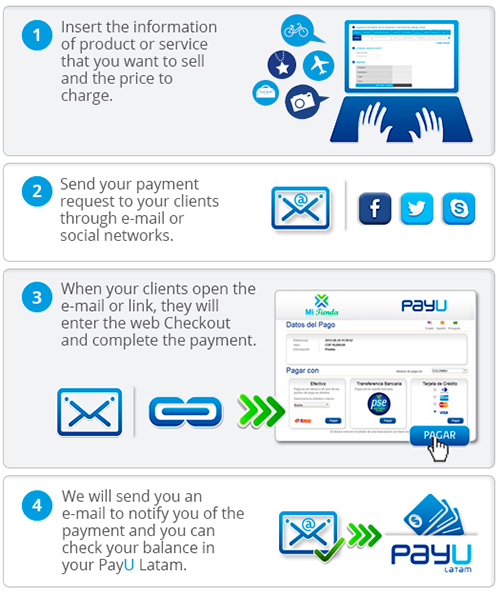 1
Insert the information
of product or service
that you want to sell
and the price to
charge.
2
Send your payment
request to your clients
through e-mail or
social networks.
3
When your clients open the
e-mail or link, they will
enter the web Checkout
and complete the payment.
Mi Tienda
PAYU
Datos del Pago
Pagar con
COLOMBIA
Efectivo
Transferencia Bancaria
Tarjeta de Crédito
pse
Pagar
Pagar
Pagar
PAGAR
4
We will send you an
e-mail to notify you of the
payment and you can
check your balance in
your PayU Latam.
PAYU
LATAM